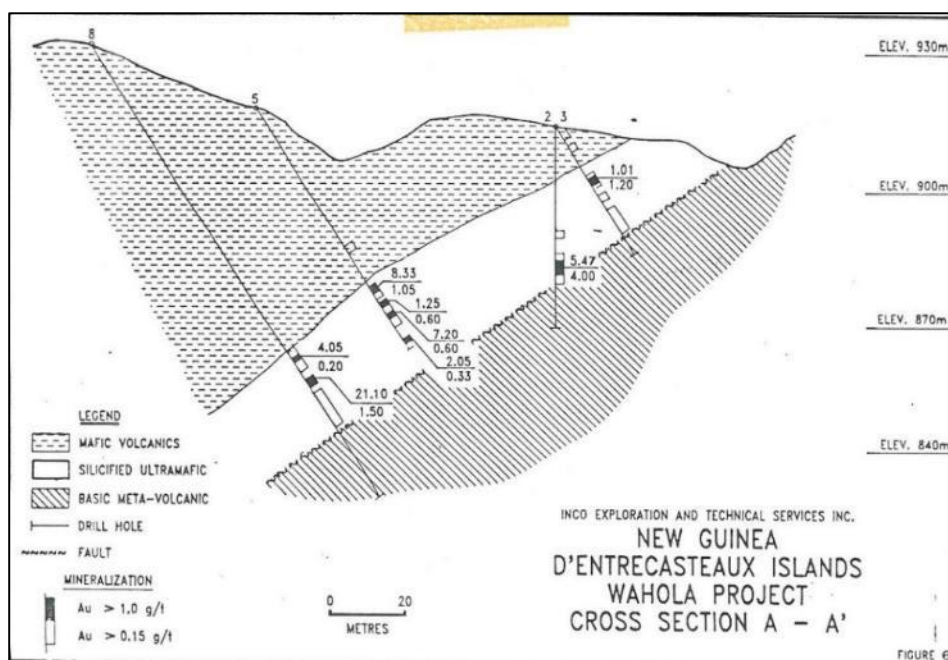 8
ELEV. 930m
5
2 3
1.01
1.20
ELEV. 900m
5.47
4.00
8.33
1.05
1.25
0.60
7.20
0.60
2.05
0.33
ELEV. 870m
4.05
0.20
21.10
1.50
ELEV. 840m
LEGEND
MAFIC VOLCANICS
SILICIFIED ULTRAMAFIC
BASIC META-VOLCANIC
DRILL HOLE
FAULT
MINERALIZATION
Au > 1.0 g/t
Au > 0.15 g/t
0 20
METRES
INCO EXPLORATION AND TECHNICAL SERVICES INC.
NEW GUINEA
D'ENTRECASTEAUX ISLANDS
WAHOLA PROJECT
CROSS SECTION A - A'
FIGURE 6